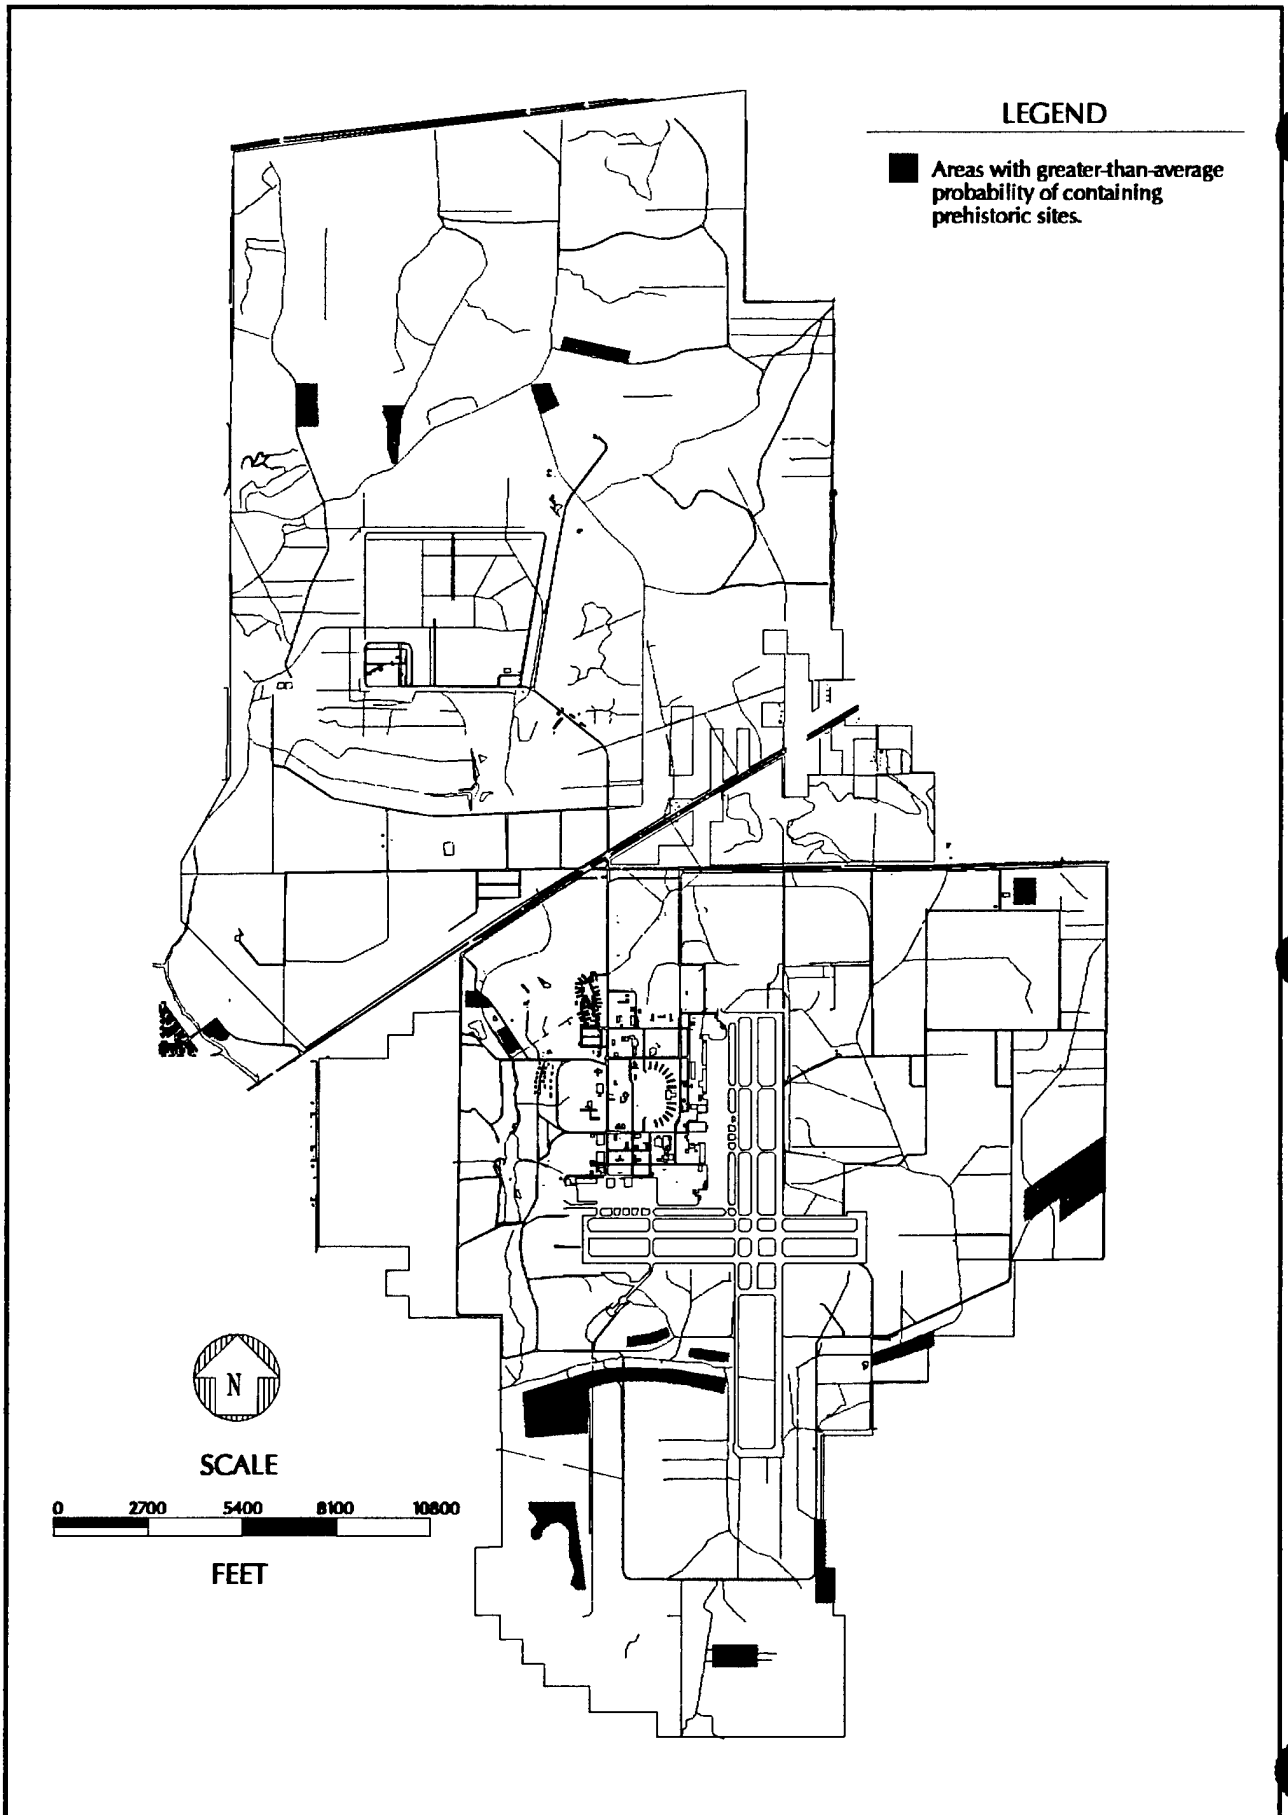 LEGEND
Areas with greater-than-average
probability of containing
prehistoric sites.
N
SCALE
0 2700 5400 8100 10800
FEET